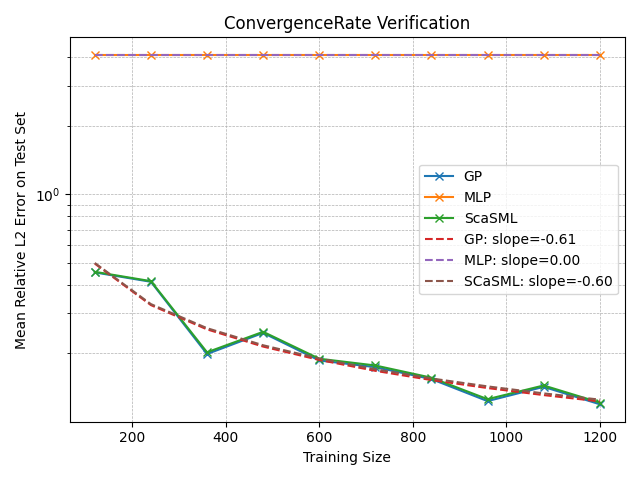 ConvergenceRate Verification
Mean Relative L2 Error on Test Set
10⁰
GP
MLP
ScaSML
GP: slope=-0.61
MLP: slope=0.00
SCaSML: slope=-0.60
200 400 600 800 1000 1200
Training Size